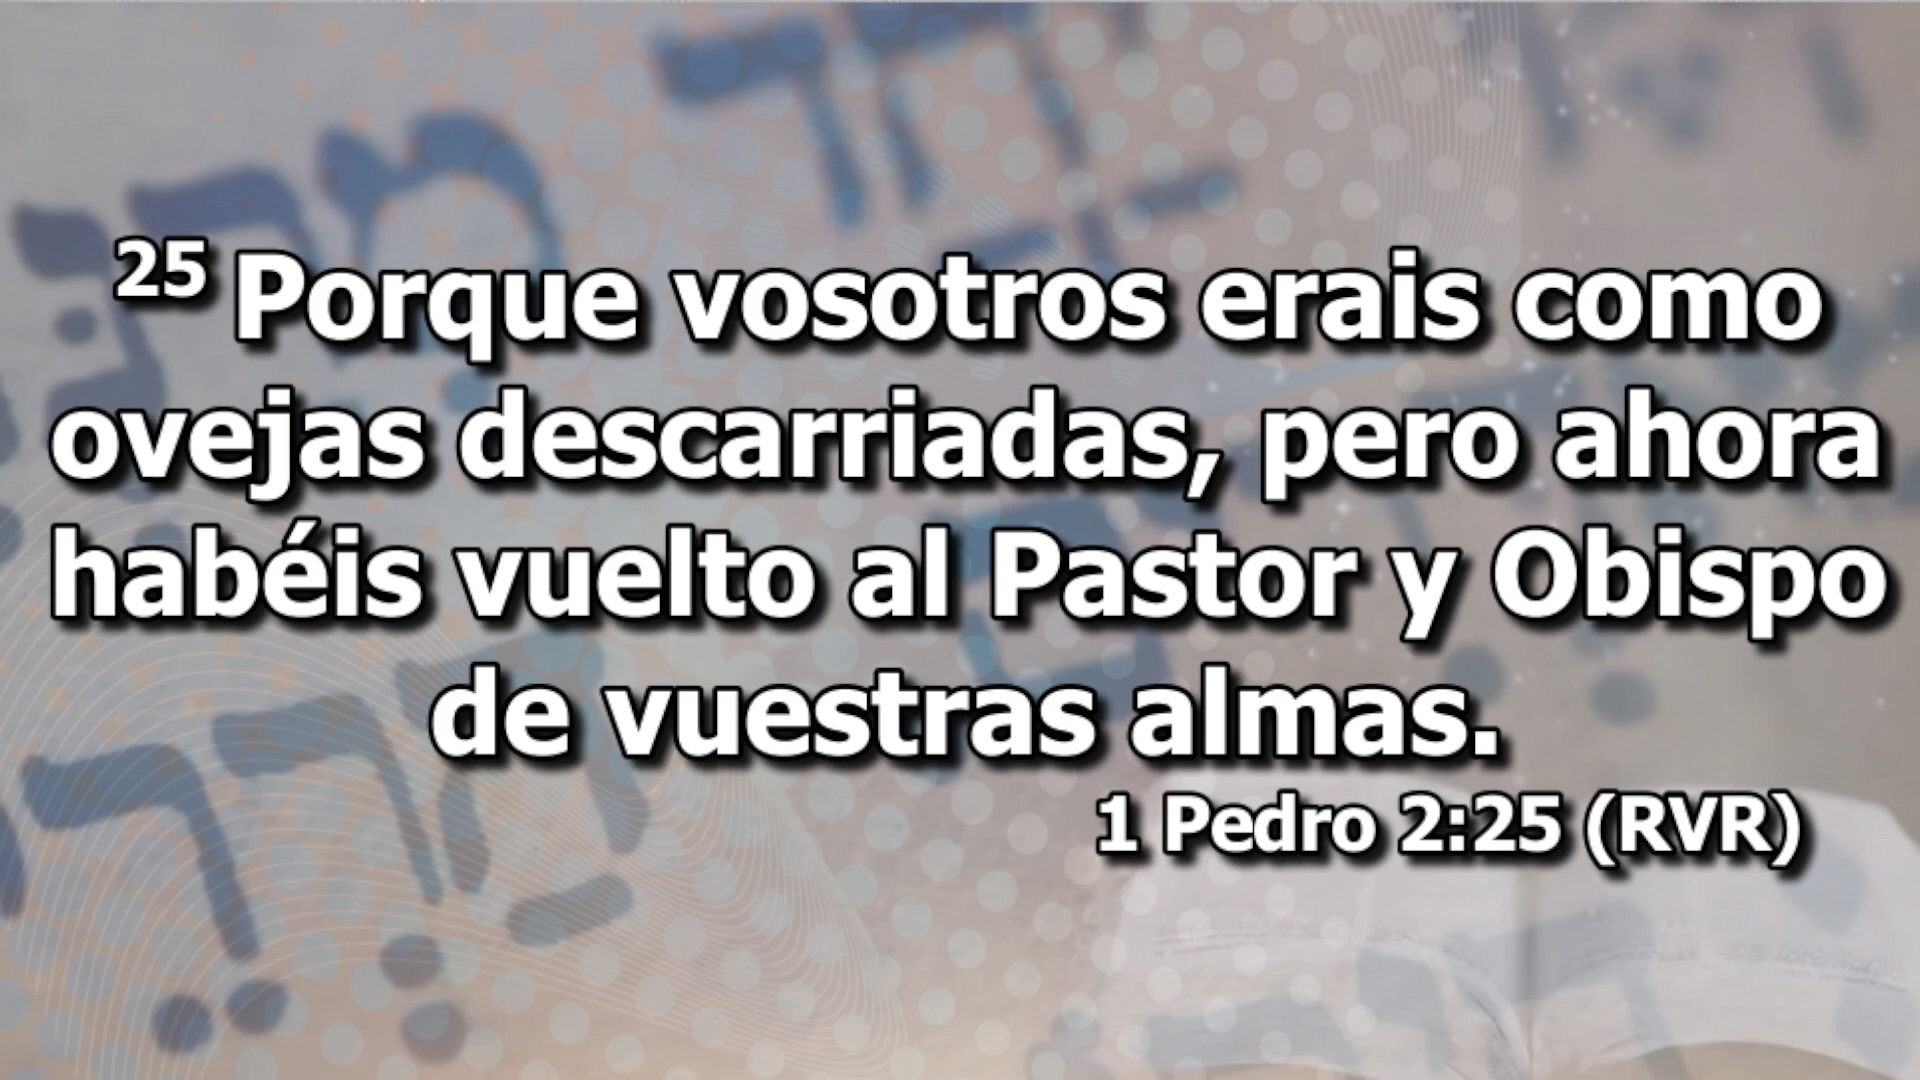 25 Porque vosotros erais como
ovejas descarriadas, pero ahora
habéis vuelto al Pastor y Obispo
de vuestras almas.
1 Pedro 2:25 (RVR)